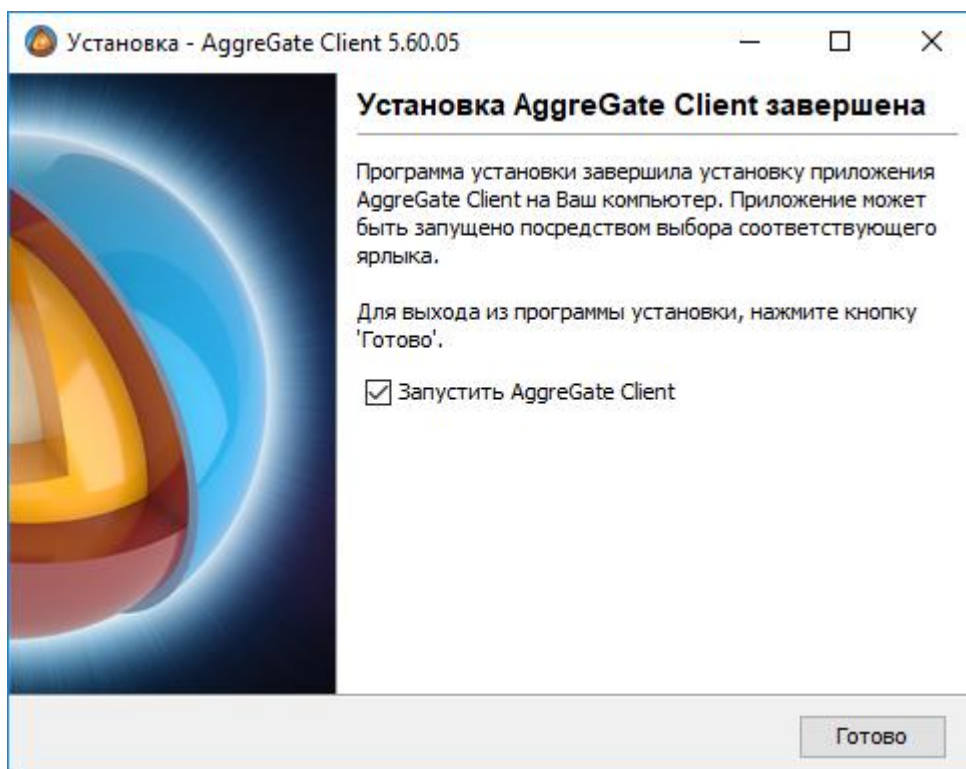 Установка - AggreGate Client 5.60.05
Установка AggreGate Client завершена
Программа установки завершила установку приложения
AggreGate Client на Ваш компьютер. Приложение может
быть запущено посредством выбора соответствующего
ярлыка.
Для выхода из программы установки, нажмите кнопку
'Готово'.
Запустить AggreGate Client
Готово